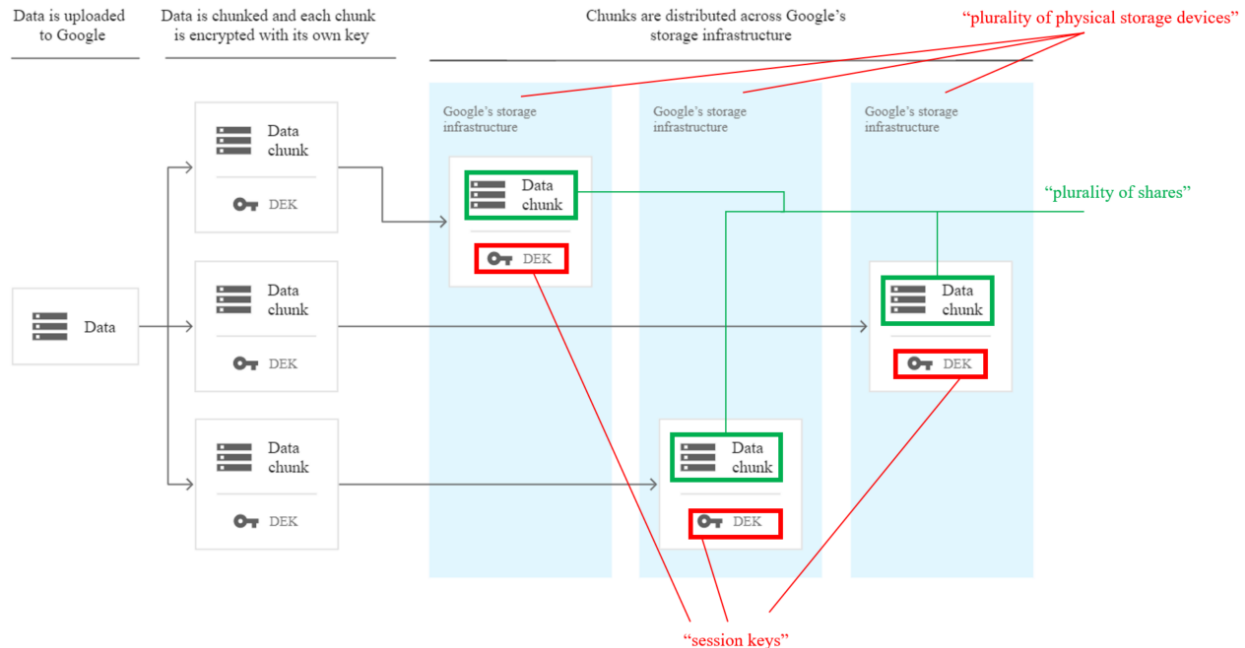 Data is uploaded
to Google
Data is chunked and each chunk
is encrypted with its own key
Chunks are distributed across Google's
storage infrastructure
“plurality of physical storage devices”
Google's storage
infrastructure
Google's storage
infrastructure
Google's storage
infrastructure
Data
chunk
DEK
Data
chunk
DEK
“plurality of shares”
Data
chunk
DEK
Data
chunk
DEK
Data
Data
chunk
DEK
Data
chunk
DEK
“session keys”